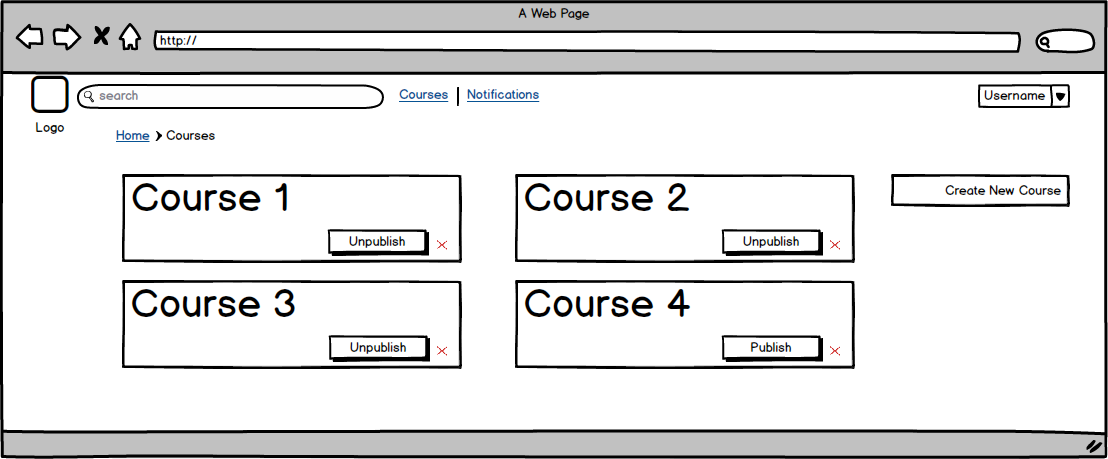 A Web Page
http://
search
Courses
Notifications
Username
Logo
Home
Courses
Course 1
Unpublish
Course 2
Unpublish
Create New Course
Course 3
Unpublish
Course 4
Publish